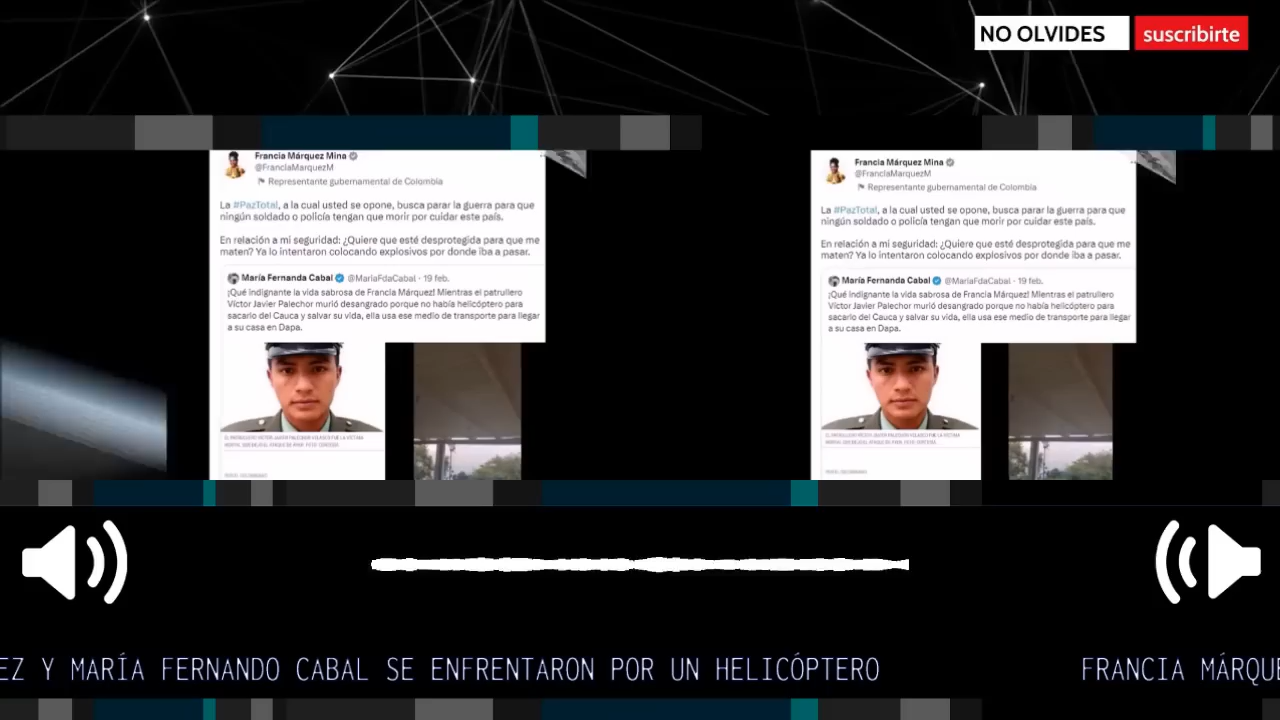 NO OLVIDES suscribirte
Francia Márquez Mina
@FranciaMarquezM
Representante gubernamental de Colombia
La #PazTotal, a la cual usted se opone, busca parar la guerra para que
ningún soldado o policía tengan que morir por cuidar este país.
En relación a mi seguridad: ¿Quiere que esté desprotegida para que me
maten? Ya lo intentaron colocando explosivos por donde iba a pasar.
María Fernanda Cabal @MariaFdaCabal · 19 feb.
¡Qué indignante la vida sabrosa de Francia Márquez! Mientras el patrullero
Víctor Javier Palechor murió desangrado porque no había helicóptero para
sacarlo del Cauca y salvar su vida, ella usa ese medio de transporte para llegar
a su casa en Dapa.
Francia Márquez Mina
@FranciaMarquezM
Representante gubernamental de Colombia
La #PazTotal, a la cual usted se opone, busca parar la guerra para que
ningún soldado o policía tengan que morir por cuidar este país.
En relación a mi seguridad: ¿Quiere que esté desprotegida para que me
maten? Ya lo intentaron colocando explosivos por donde iba a pasar.
María Fernanda Cabal @MariaFdaCabal · 19 feb.
¡Qué indignante la vida sabrosa de Francia Márquez! Mientras el patrullero
Víctor Javier Palechor murió desangrado porque no había helicóptero para
sacarlo del Cauca y salvar su vida, ella usa ese medio de transporte para llegar
a su casa en Dapa.
EZ Y MARÍA FERNANDO CABAL SE ENFRENTARON POR UN HELICÓPTERO FRANCIA MÁRQUE